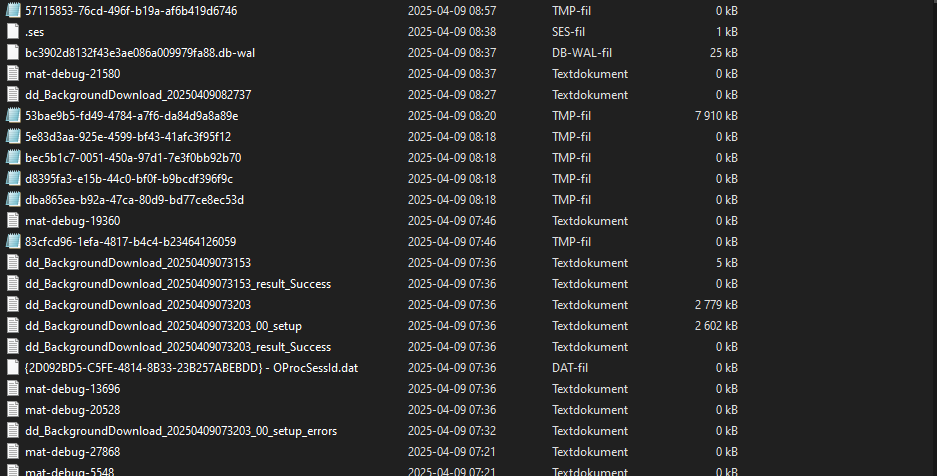 57115853-76cd-496f-b19a-af6b419d6746 2025-04-09 08:57 TMP-fil 0 kB
.ses 2025-04-09 08:38 SES-fil 1 kB
bc3902d8132f43e3ae086a009979fa88.db-wal 2025-04-09 08:37 DB-WAL-fil 25 kB
mat-debug-21580 2025-04-09 08:37 Textdokument 0 kB
dd_BackgroundDownload_20250409082737 2025-04-09 08:27 Textdokument 0 kB
53bae9b5-fd49-4784-a7f6-da84d9a8a89e 2025-04-09 08:20 TMP-fil 7 910 kB
5e83d3aa-925e-4599-bf43-41afc3f95f12 2025-04-09 08:18 TMP-fil 0 kB
bec5b1c7-0051-450a-97d1-7e3f0bb92b70 2025-04-09 08:18 TMP-fil 0 kB
d8395fa3-e15b-44c0-bf0f-b9bcdf396f9c 2025-04-09 08:18 TMP-fil 0 kB
dba865ea-b92a-47ca-80d9-bd77ce8ec53d 2025-04-09 08:18 TMP-fil 0 kB
mat-debug-19360 2025-04-09 07:46 Textdokument 0 kB
83cfcd96-1efa-4817-b4c4-b23464126059 2025-04-09 07:46 TMP-fil 0 kB
dd_BackgroundDownload_20250409073153 2025-04-09 07:36 Textdokument 5 kB
dd_BackgroundDownload_20250409073153_result_Success 2025-04-09 07:36 Textdokument 0 kB
dd_BackgroundDownload_20250409073203 2025-04-09 07:36 Textdokument 2 779 kB
dd_BackgroundDownload_20250409073203_00_setup 2025-04-09 07:36 Textdokument 2 602 kB
dd_BackgroundDownload_20250409073203_result_Success 2025-04-09 07:36 Textdokument 0 kB
{2D092BD5-C5FE-4814-8B33-23B257ABEBDD} - OProcSessId.dat 2025-04-09 07:36 DAT-fil 0 kB
mat-debug-13696 2025-04-09 07:36 Textdokument 0 kB
mat-debug-20528 2025-04-09 07:36 Textdokument 0 kB
dd_BackgroundDownload_20250409073203_00_setup_errors 2025-04-09 07:32 Textdokument 0 kB
mat-debug-27868 2025-04-09 07:21 Textdokument 0 kB
mat-debug-5548 2025-04-09 07:21 Textdokument 0 kB